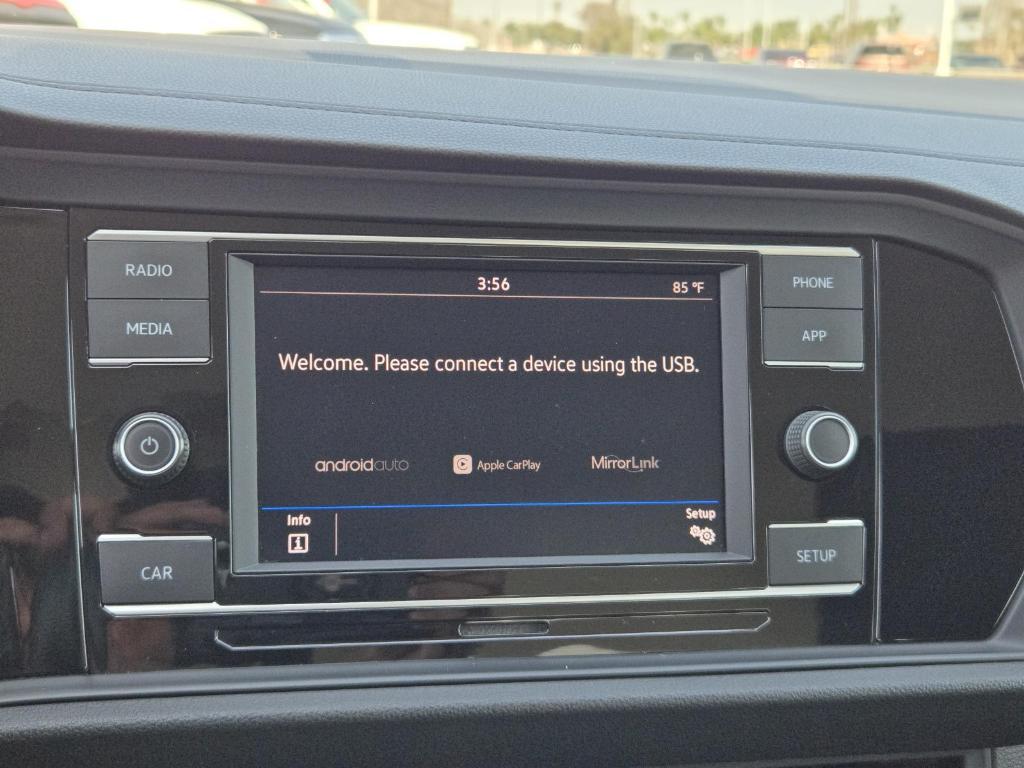 RADIO
MEDIA
CAR
3:56
85 °F
Welcome. Please connect a device using the USB.
androidauto
Apple CarPlay
MirrorLink
Info
i
Setup
PHONE
APP
SETUP